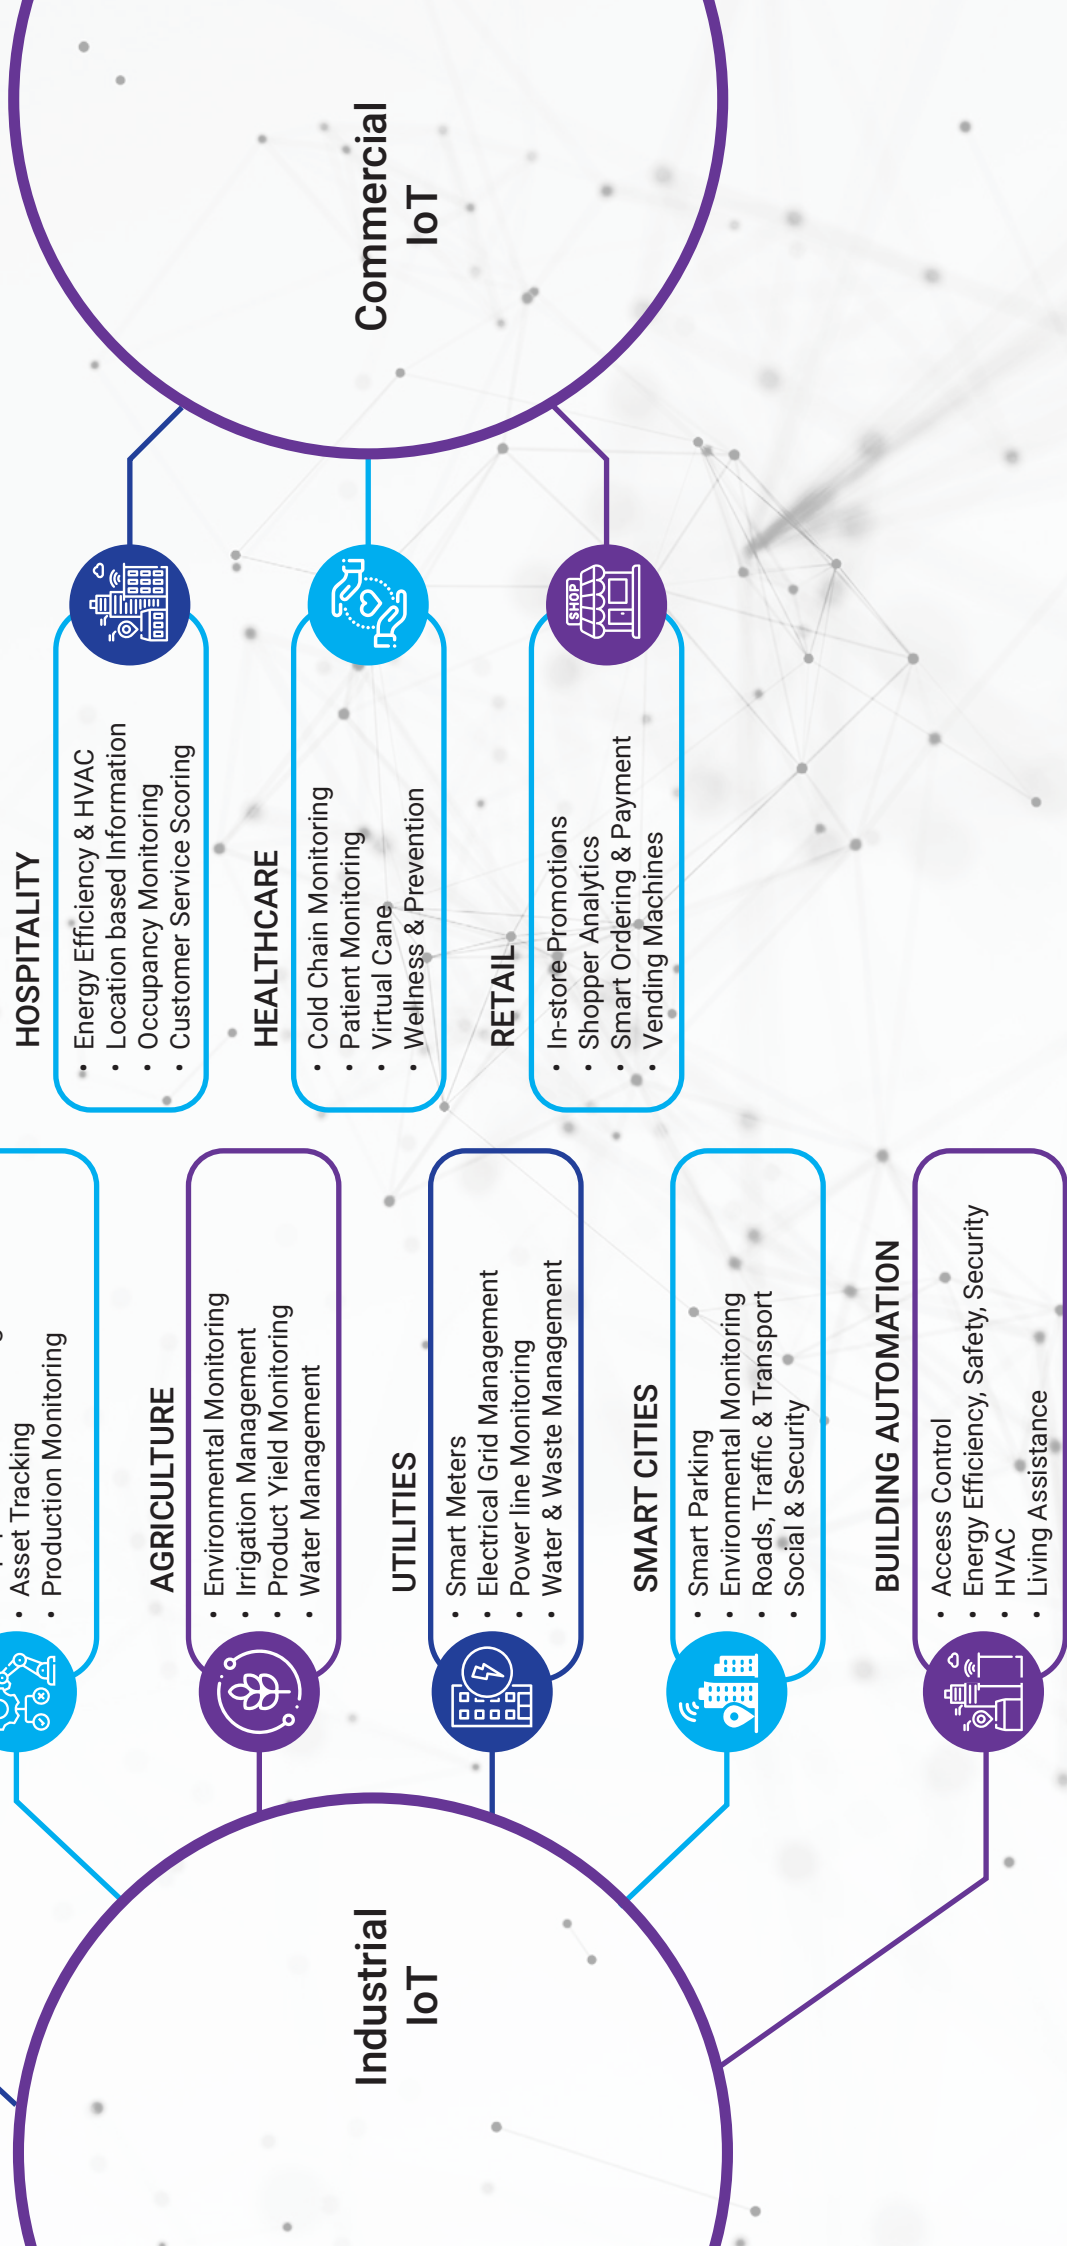 Industrial
IoT
• Asset Tracking
• Production Monitoring
AGRICULTURE
• Environmental Monitoring
• Irrigation Management
• Product Yield Monitoring
• Water Management
UTILITIES
• Smart Meters
• Electrical Grid Management
• Power line Monitoring
• Water & Waste Management
SMART CITIES
• Smart Parking
• Environmental Monitoring
• Roads, Traffic & Transport
• Social & Security
BUILDING AUTOMATION
• Access Control
• Energy Efficiency, Safety, Security
• HVAC
• Living Assistance
Commercial
IoT
HOSPITALITY
• Energy Efficiency & HVAC
• Location based Information
• Occupancy Monitoring
• Customer Service Scoring
HEALTHCARE
• Cold Chain Monitoring
• Patient Monitoring
• Virtual Cane
• Wellness & Prevention
RETAIL
• In-store Promotions
• Shopper Analytics
• Smart Ordering & Payment
• Vending Machines
SHOP